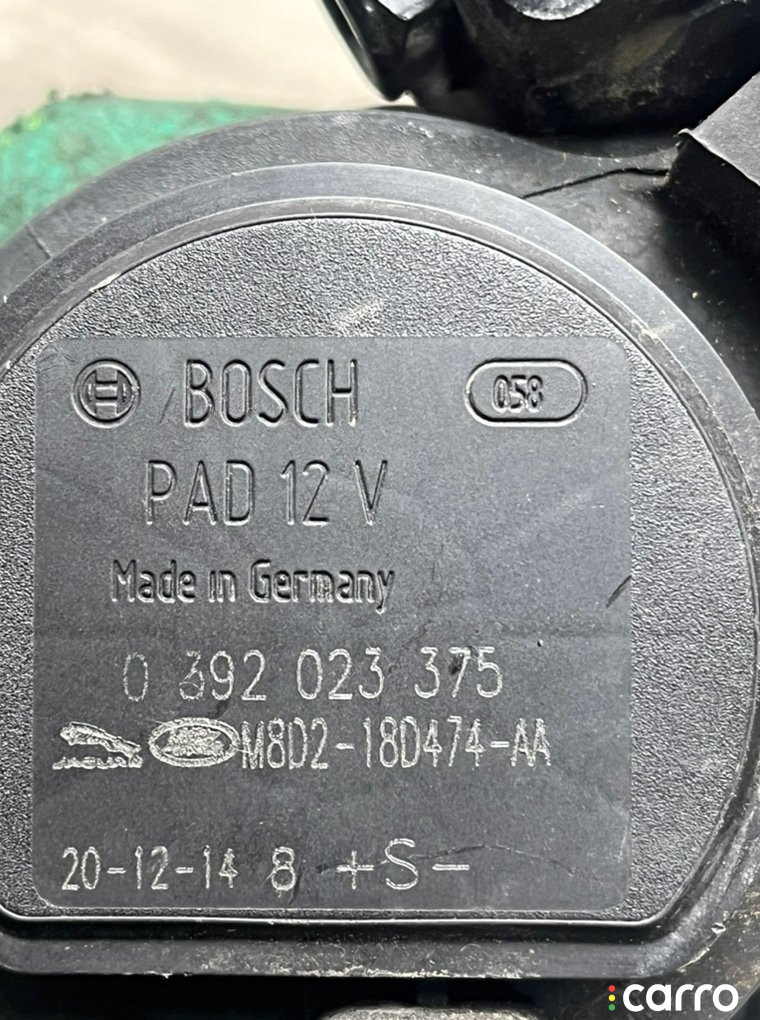 BOSCH 058
PAD 12 V
Made in Germany
0 392 023 375
JAGUAR M8D2-18D474-AA
20-12-14 8 +S-
carro